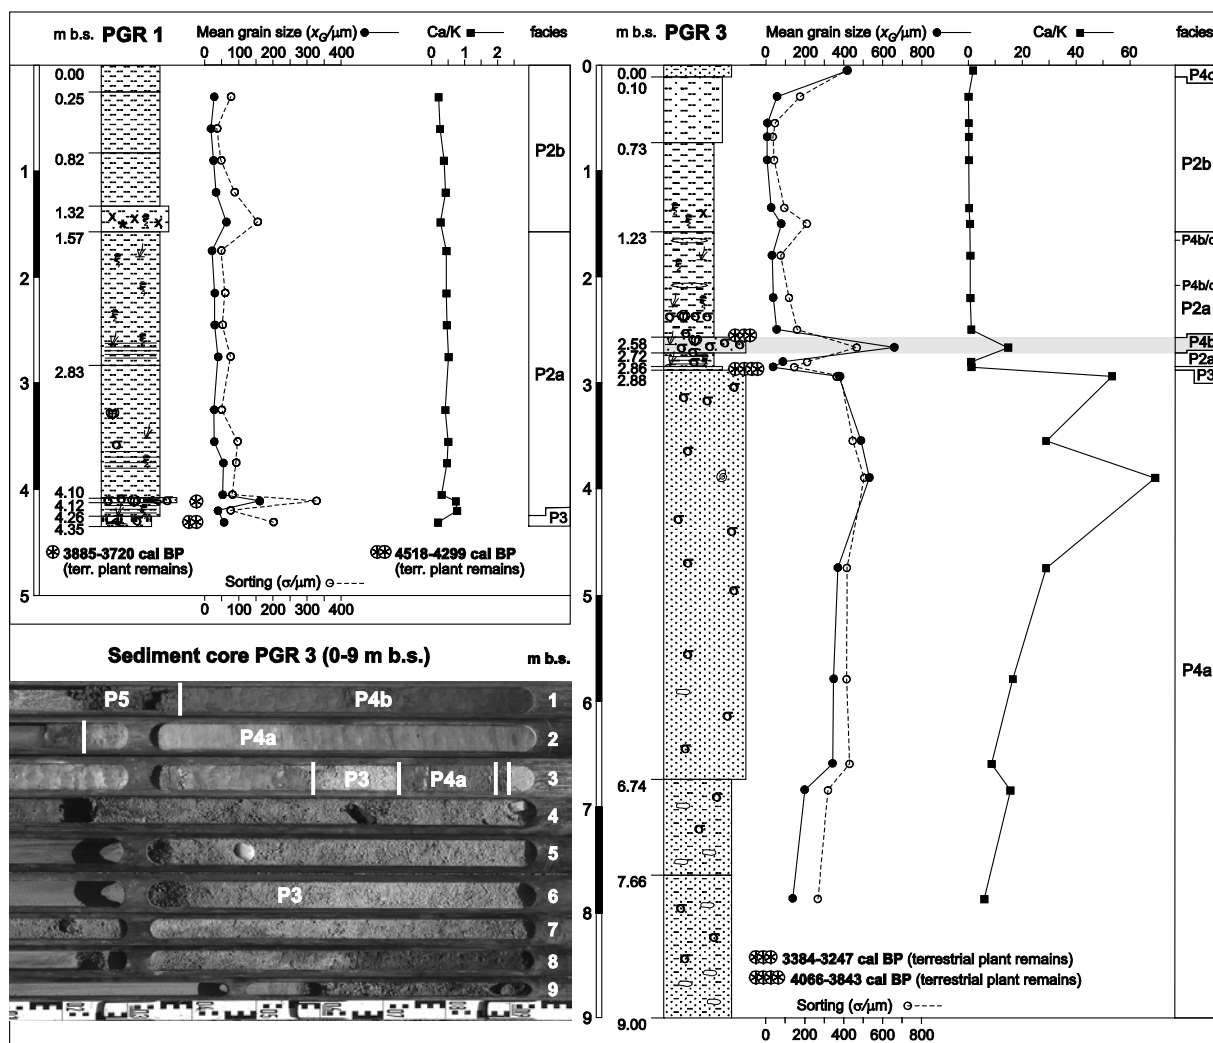 m b.s. PGR 1 Mean grain size (xG/μm) Ca/K facies
0 100 200 300 400 0 1 2
0.00
0.25
0.82
1.32
1.57
2.83
4.10
4.12
4.26
4.35
1
2
3
4
5
P2b
P2a
P3
3885-3720 cal BP
(terr. plant remains)
4518-4299 cal BP
(terr. plant remains)
Sorting (σ/μm)
0 100 200 300 400
Sediment core PGR 3 (0-9 m b.s.) m b.s.
P5 P4b 1
P4a 2
P3 P4a 3
4
5
P3 6
7
8
9
m b.s. PGR 3 Mean grain size (xG/μm) Ca/K facies
0 200 400 600 800 0 20 40 60
0
1
2
3
4
5
6
7
8
9
0.00
0.10
0.73
1.23
2.58
2.72
2.86
2.88
6.74
7.66
9.00
P4c
P2b
P4b/c
P4b/c
P2a
P4b
P2a
P3
P4a
3384-3247 cal BP (terrestrial plant remains)
4066-3843 cal BP (terrestrial plant remains)
Sorting (σ/μm)
0 200 400 600 800